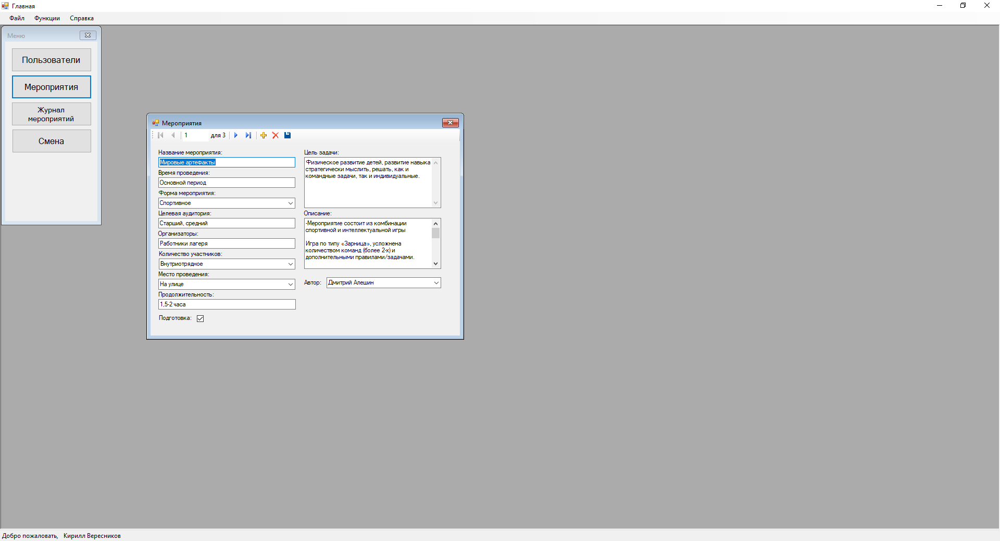 Главная
Файл
Функции
Справка
Меню
Пользователи
Мероприятия
Журнал
мероприятий
Смена
Мероприятия
1
для 3
Название мероприятия:
Мировые артефакты
Время проведения:
Основной период
Форма мероприятия:
Спортивное
Целевая аудитория:
Старший, средний
Организаторы:
Работники лагеря
Количество участников:
Внутриотрядное
Место проведения:
На улице
Продолжительность:
1,5-2 часа
Подготовка:
Цель задачи:
Физическое развитие детей, развитие навыка
стратегически мыслить, решать, как и
командные задачи, так и индивидуальные.
Описание:
-Мероприятие состоит из комбинации
спортивной и интеллектуальной игры
Игра по типу «Зарница», усложнена
количеством команд (более 2-х) и
дополнительными правилами/задачами.
Автор:
Дмитрий Алешин
Добро пожаловать, Кирилл Вересников